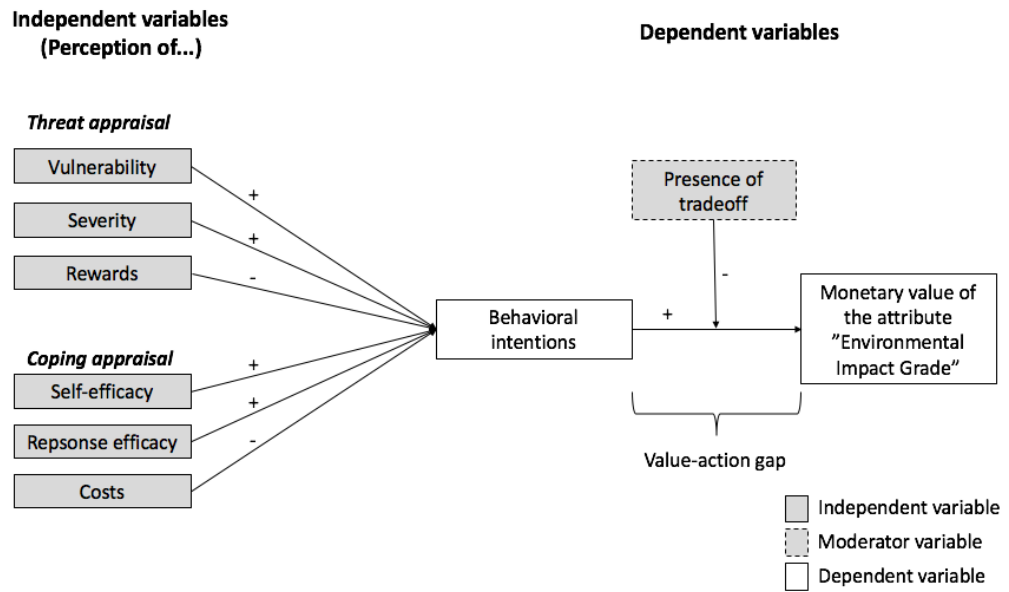 Independent variables
(Perception of...)
Dependent variables
Threat appraisal
Vulnerability
Severity
Rewards
+
+
-
Coping appraisal
Self-efficacy
Repsonse efficacy
Costs
+
+
-
Behavioral
intentions
Presence of
tradeoff
-
+
Monetary value of
the attribute
”Environmental
Impact Grade”
Value-action gap
Independent variable
Moderator variable
Dependent variable